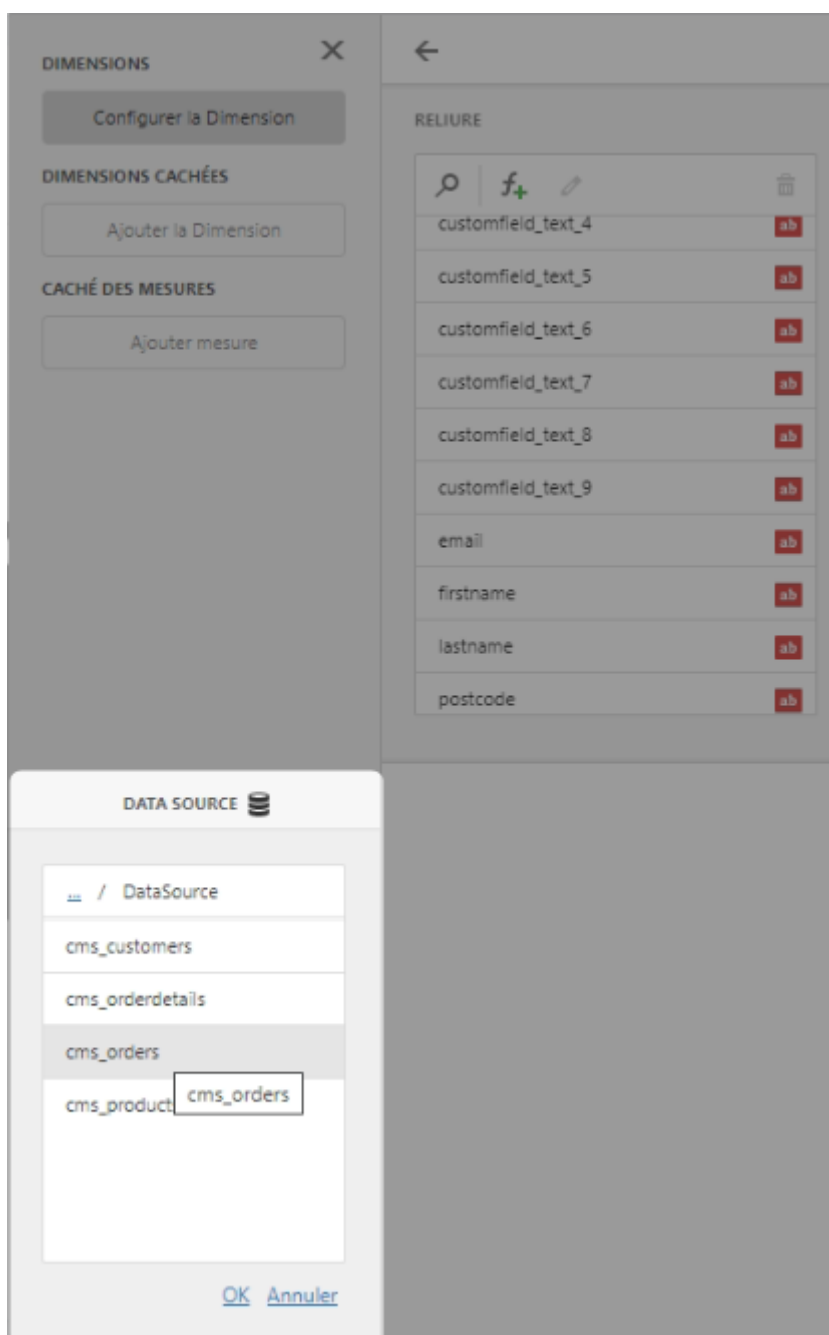 DIMENSIONS
Configurer la Dimension
DIMENSIONS CACHÉES
Ajouter la Dimension
CACHÉ DES MESURES
Ajouter mesure
RELIURE
customfield_text_4 ab
customfield_text_5 ab
customfield_text_6 ab
customfield_text_7 ab
customfield_text_8 ab
customfield_text_9 ab
email ab
firstname ab
lastname ab
postcode ab
DATA SOURCE
... / DataSource
cms_customers
cms_orderdetails
cms_orders
cms_orders
cms_product
OK Annuler